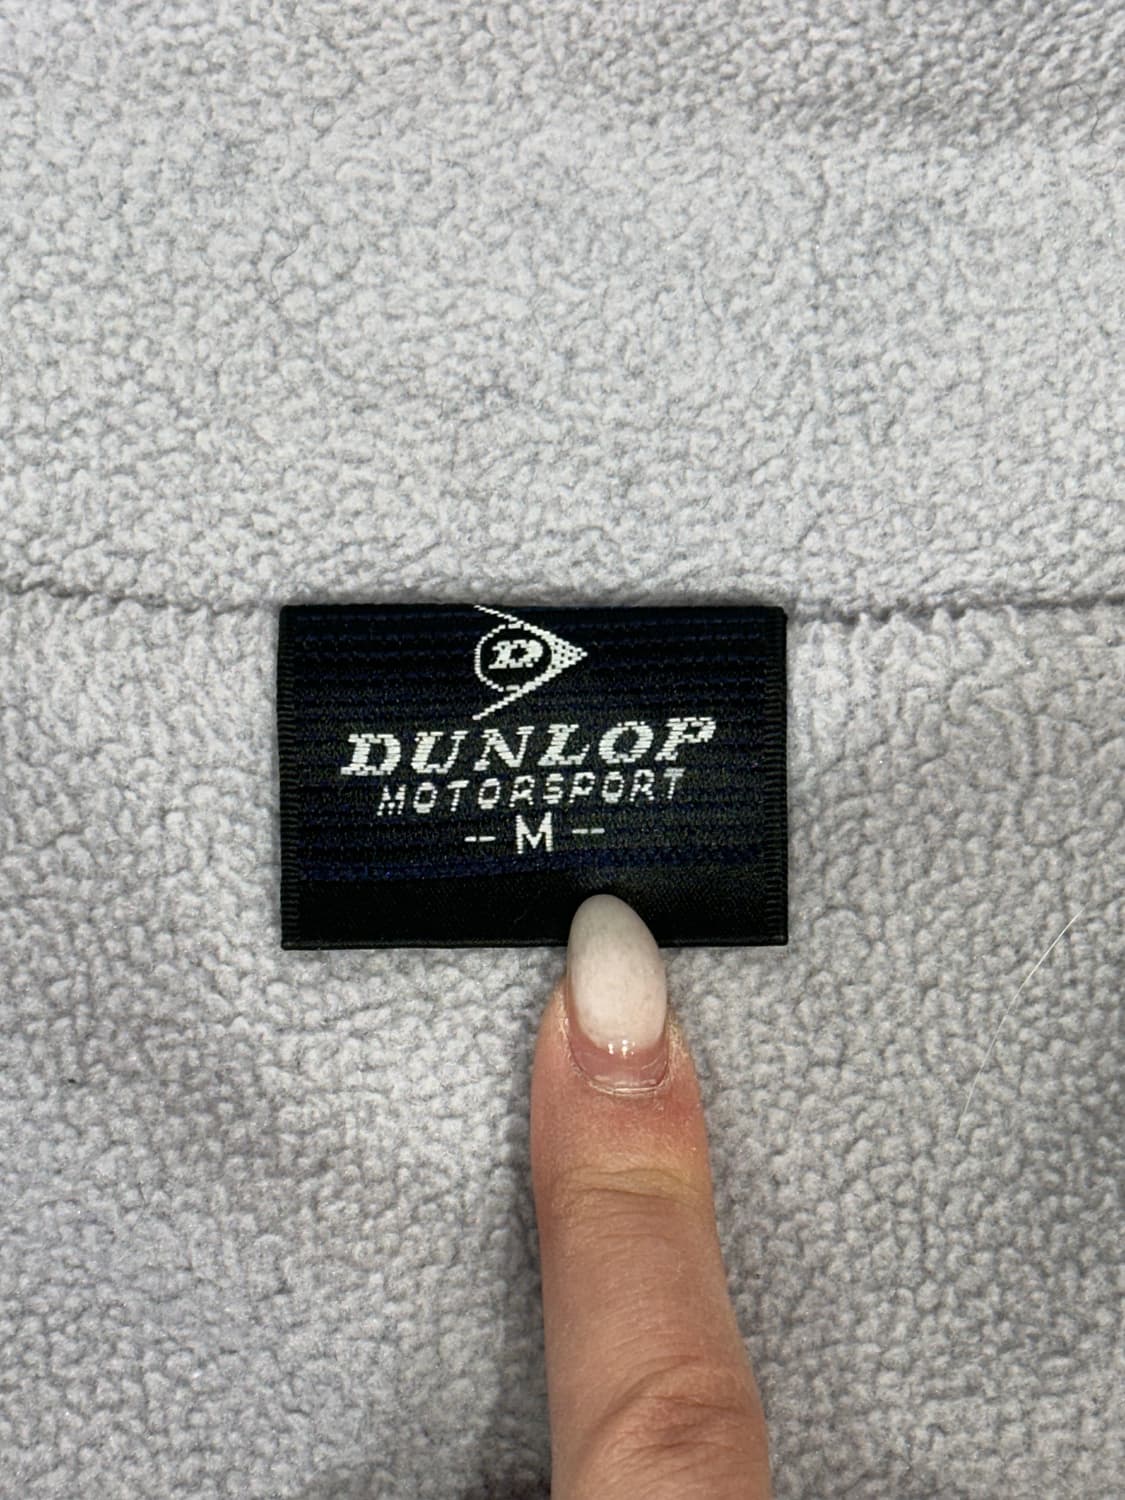 D
DUNLOP
MOTORSPORT
-- M --